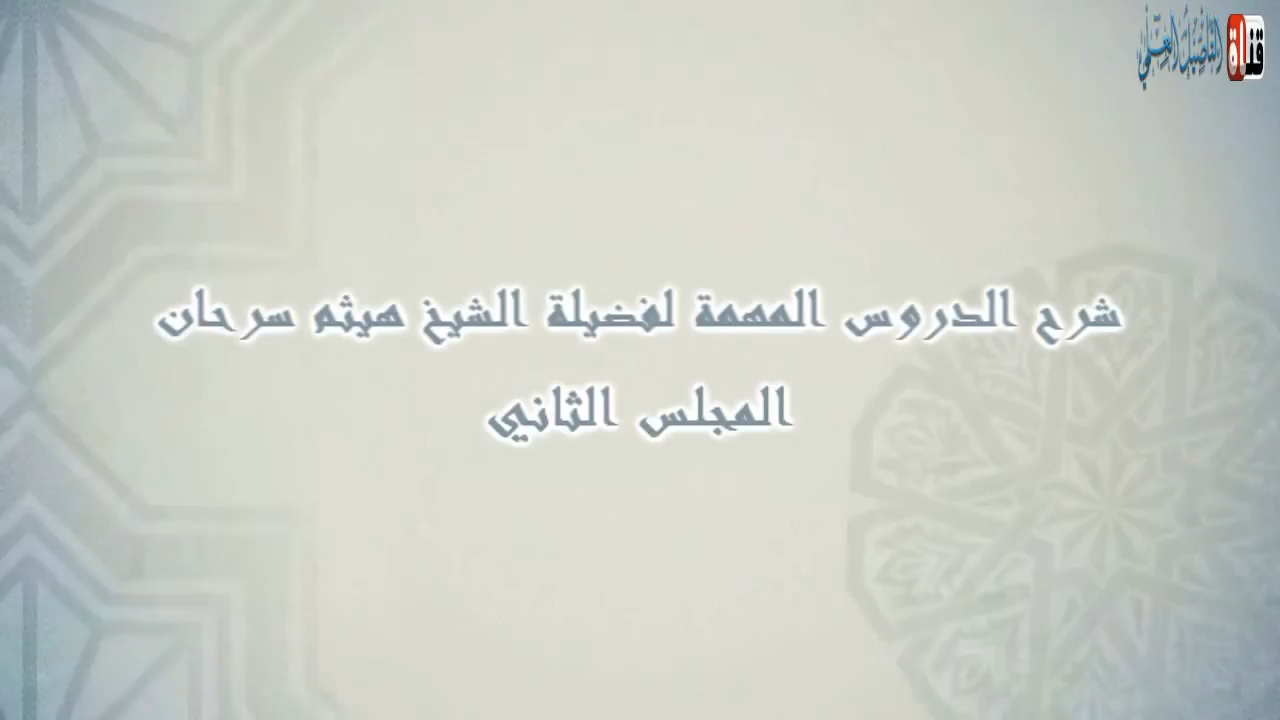 قناة التأصيل العلمي
شرح الدروس المهمة لفضيلة الشيخ هيثم سرحان
المجلس الثاني